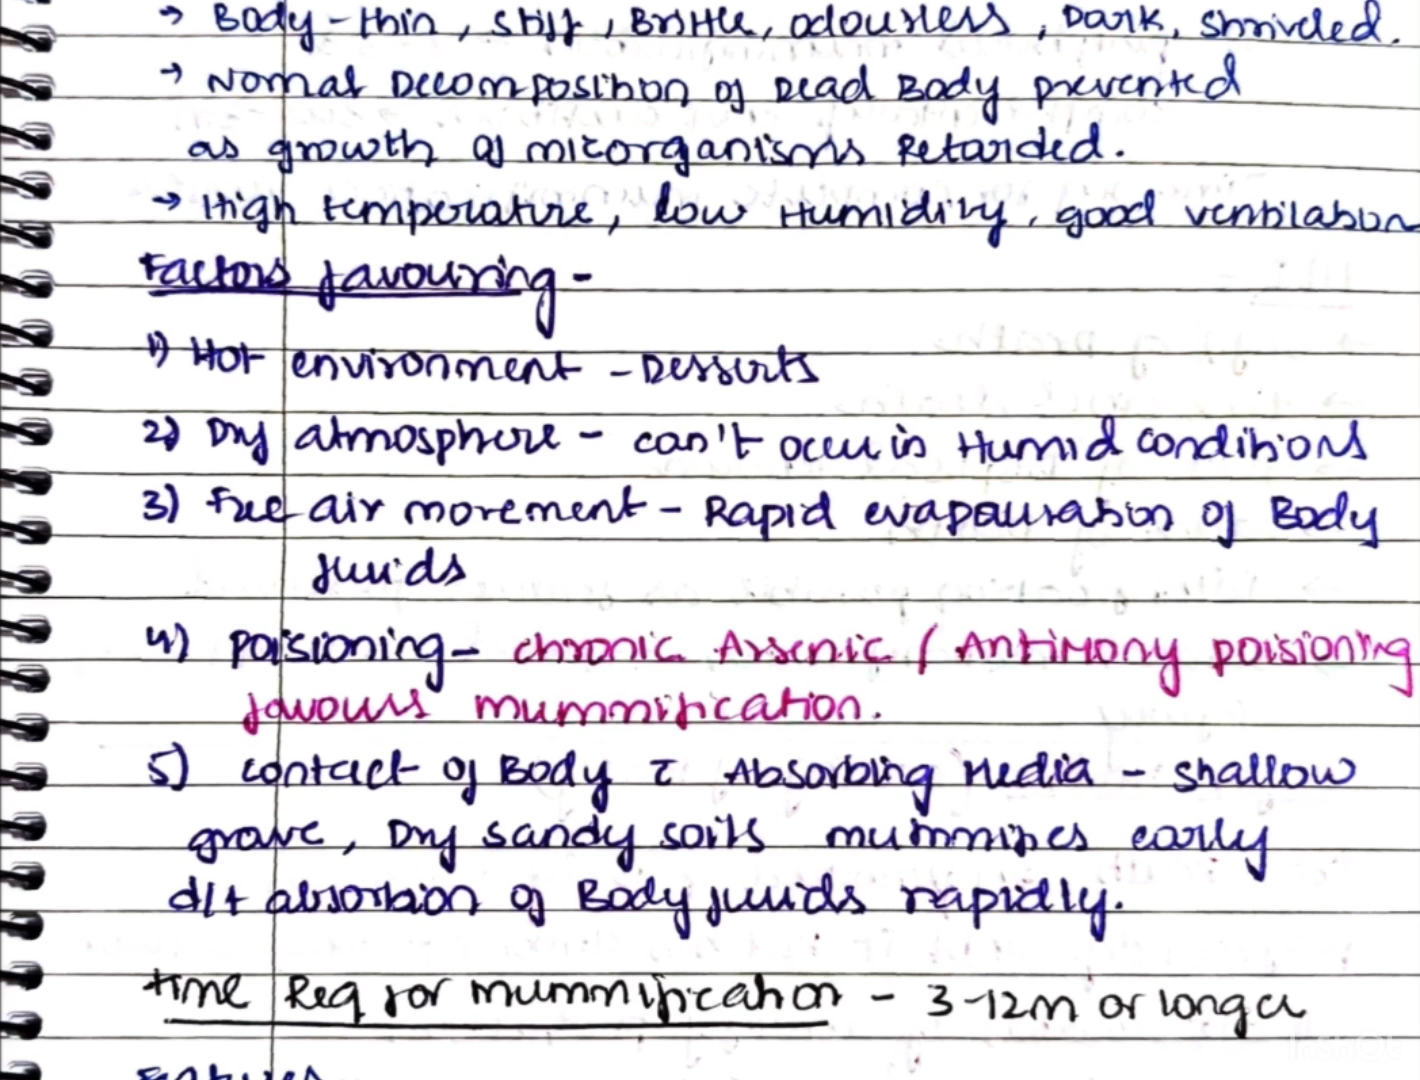 → Body - thin, stiff, Brittle, odourless, Dark, Shrivled.
→ Nomal Decomposition of Dead Body prevented
as growth of micorganisms Retarded.
→ High temperature, low Humidity, good ventilation
Factors favouring -
1) Hot environment - Desserts
2) Dry atmosphere - can't occur in Humid conditions
3) Free air movement - Rapid evapouration of Body
fluids
4) Poisioning - chronic Arsenic / Antimony poisioning
favours mummification.
5) Contact of Body c̅ Absorbing Media - shallow
grave, Dry sandy soils mummifies early
d/t absorbtion of Body fluids rapidly.
Time Req for mummification - 3-12m or longer
Features